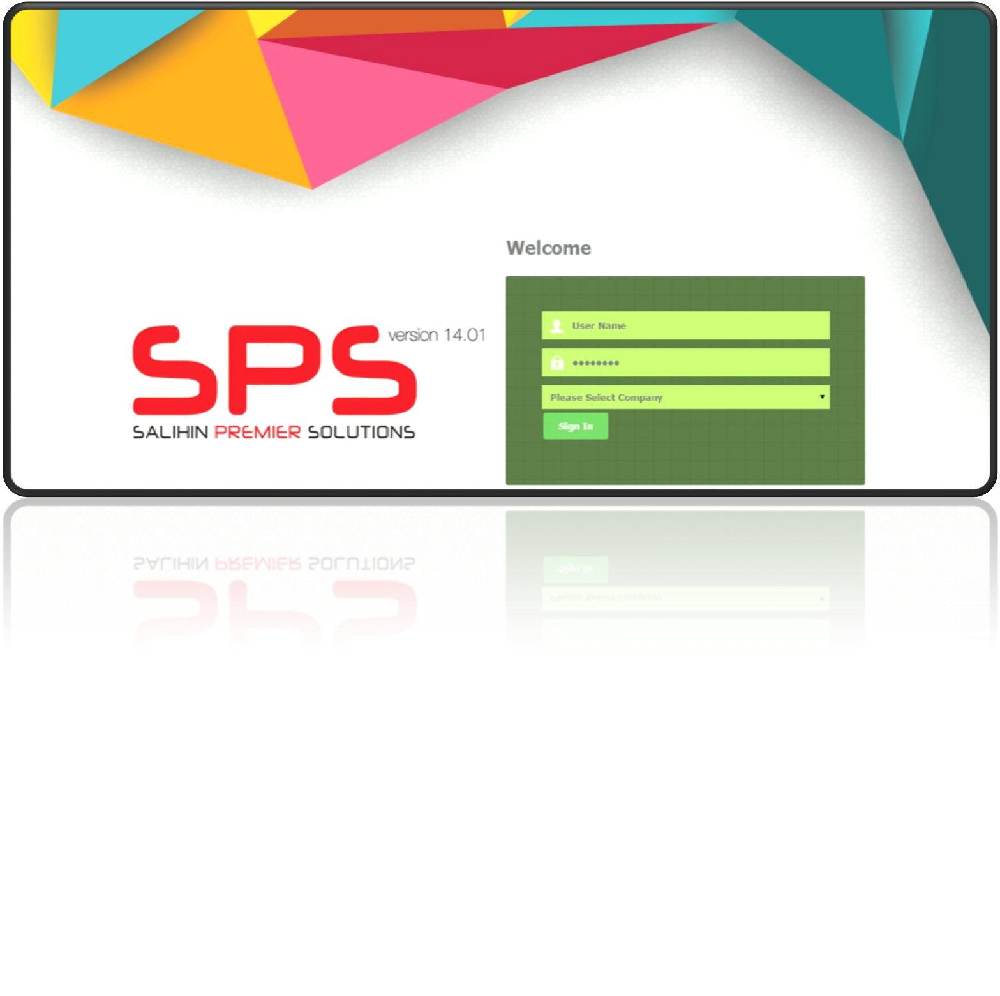 Welcome
User Name
••••••••
Please Select Company
Sign In
SPS version 14.01
SALIHIN PREMIER SOLUTIONS